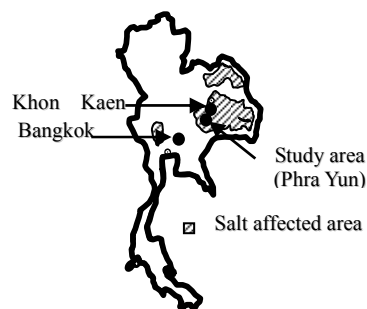 Khon Kaen
Bangkok
Study area
(Phra Yun)
Salt affected area